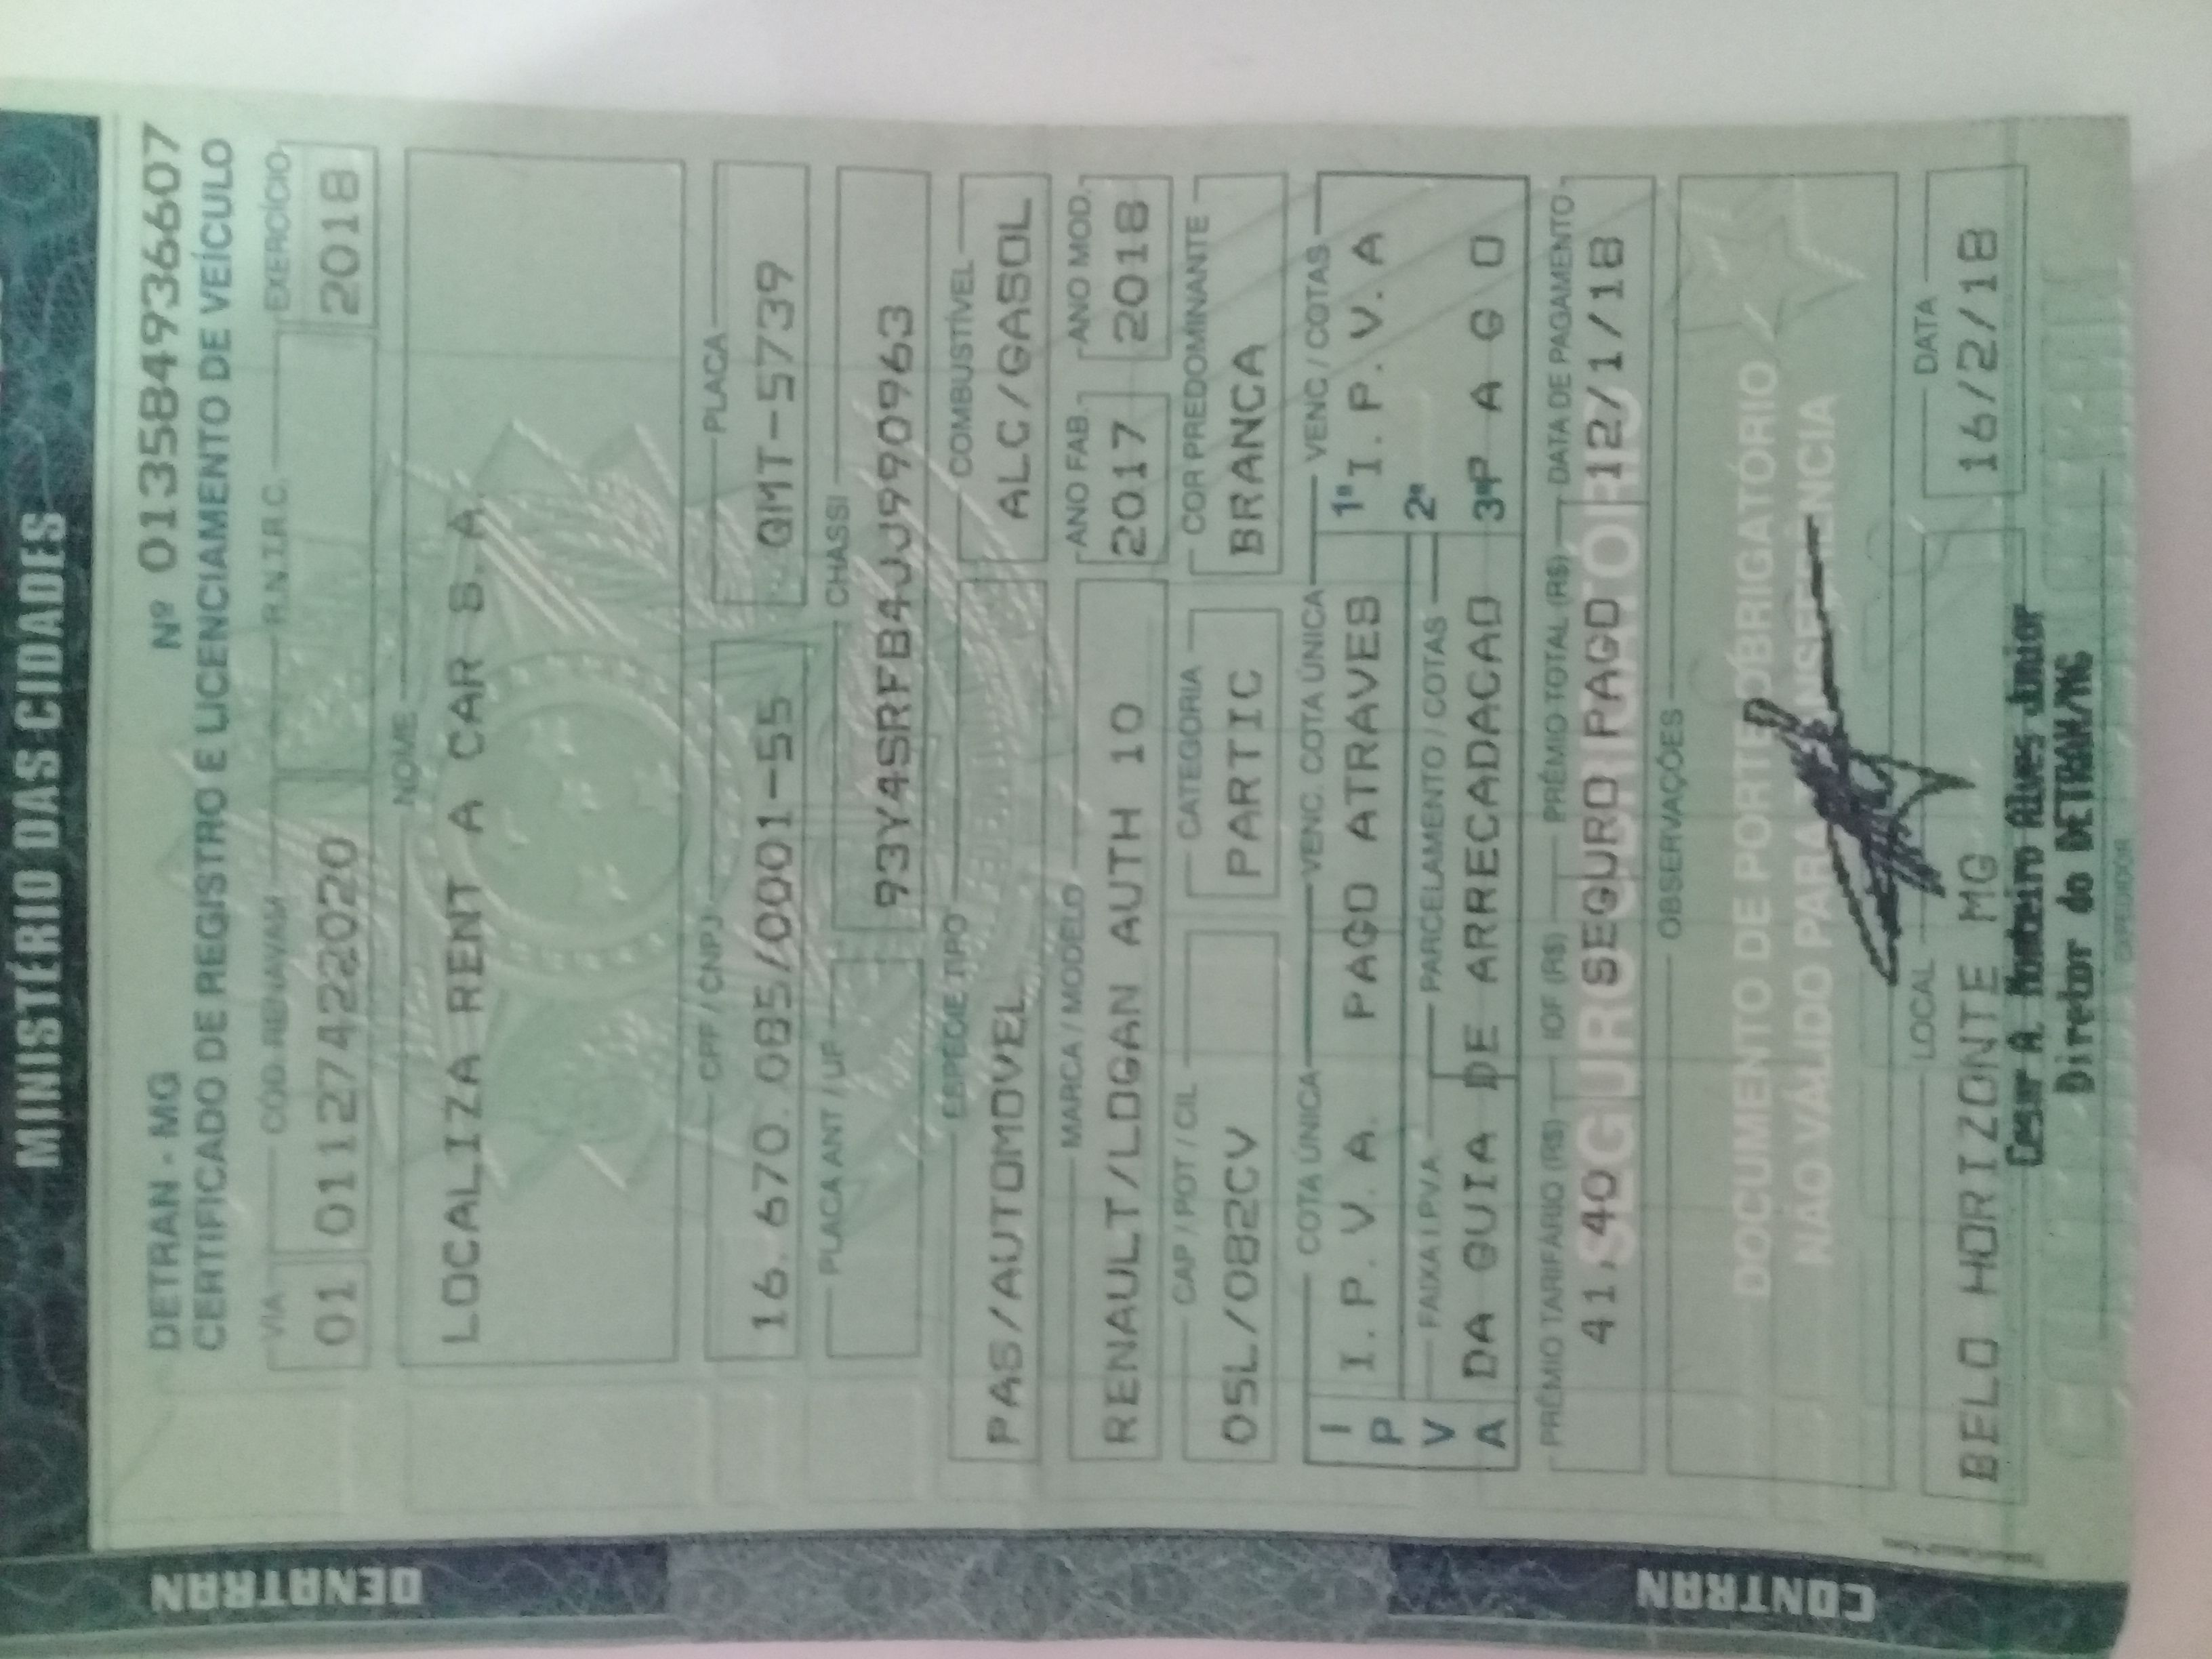 MINISTÉRIO DAS CIDADES
DETRAN - MG Nº 013584936607
CERTIFICADO DE REGISTRO E LICENCIAMENTO DE VEÍCULO
VIA CÓD. RENAVAM R.N.T.R.C. EXERCÍCIO
01 01127422020 2018
NOME
LOCALIZA RENT A CAR S A
CPF / CNPJ PLACA
16.670.085/0001-55 QMT-5739
PLACA ANT / UF CHASSI
93Y4SRFB4JJ990963
ESPÉCIE TIPO COMBUSTÍVEL
PAS/AUTOMOVEL ALC/GASOL
MARCA / MODELO ANO FAB. ANO MOD.
RENAULT/LOGAN AUTH 10 2017 2018
CAP / POT / CIL CATEGORIA COR PREDOMINANTE
05L/082CV PARTIC BRANCA
COTA ÚNICA VENC. COTA ÚNICA VENC / COTAS
I P V A
I.P.V.A. PAGO ATRAVES 1ª I.P.V.A
FAIXA I.P.V.A. PARCELAMENTO / COTAS 2ª
DA GUIA DE ARRECADACAO 3ª P A G O
PRÊMIO TARIFÁRIO (R$) IOF (R$) PRÊMIO TOTAL (R$) DATA DE PAGAMENTO
SEGURO OBRIGATÓRIO
41,40 SEGURO PAGO 12/1/18
OBSERVAÇÕES
DOCUMENTO DE PORTE OBRIGATÓRIO
NÃO VÁLIDO PARA TRANSFERÊNCIA
LOCAL DATA
BELO HORIZONTE MG 16/2/18
Cesar A. Monteiro Alves Junior
Diretor do DETRAN/MG
EXPEDIDOR
DENATRAN
CONTRAN